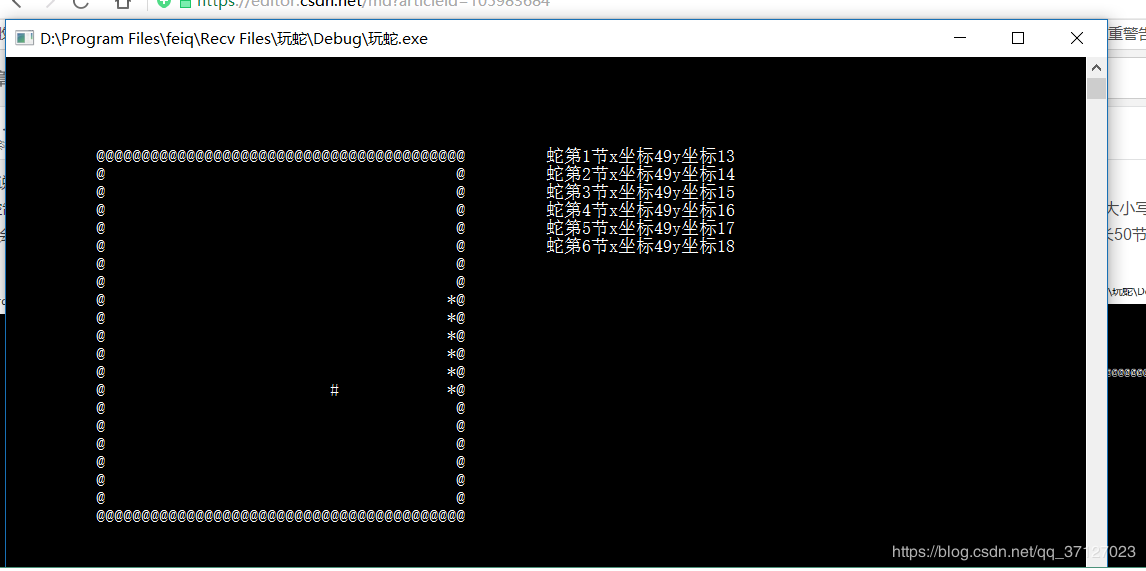 https://editor.csdn.net/md?articleId=105983684
D:\Program Files\feiq\Recv Files\玩蛇\Debug\玩蛇.exe
重警告
@@@@@@@@@@@@@@@@@@@@@@@@@@@@@@@@@@@@@@@@@ 蛇第1节x坐标49y坐标13
@ @ 蛇第2节x坐标49y坐标14
@ @ 蛇第3节x坐标49y坐标15
@ @ 蛇第4节x坐标49y坐标16
大小写
@ @ 蛇第5节x坐标49y坐标17
长50节
@ @ 蛇第6节x坐标49y坐标18
@ @
@ @
@ *@
@ *@
@ *@
@ *@
@ *@
@ # *@
@ @
@ @
@ @
@ @
@ @
@ @
@@@@@@@@@@@@@@@@@@@@@@@@@@@@@@@@@@@@@@@@@
https://blog.csdn.net/qq_37127023